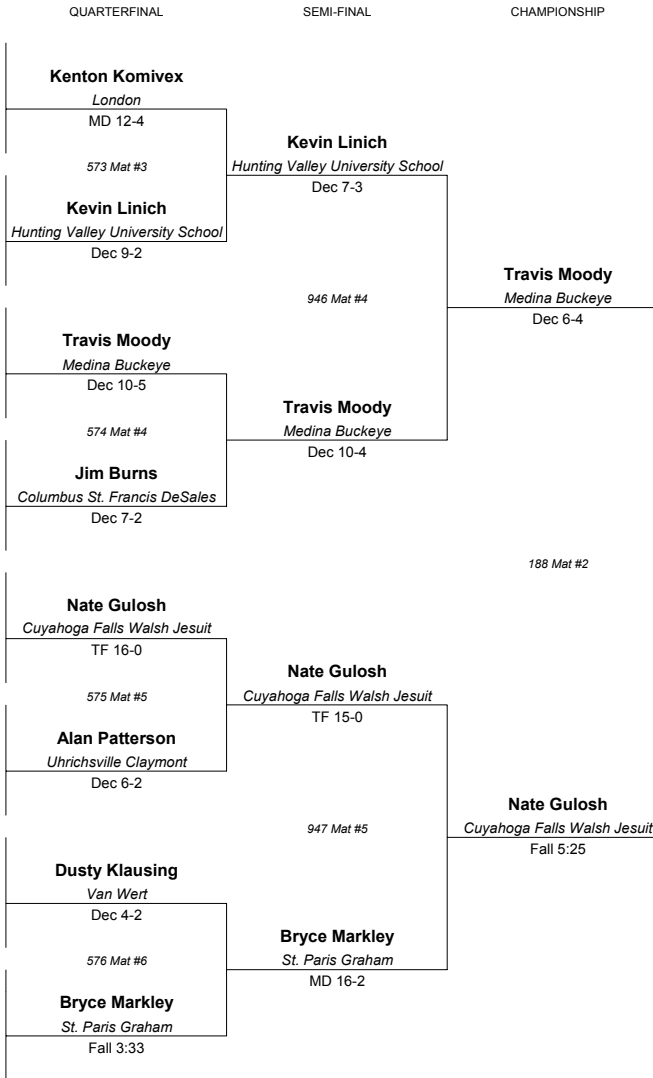 QUARTERFINAL SEMI-FINAL CHAMPIONSHIP
Kenton Komivex
London
MD 12-4
573 Mat #3
Kevin Linich
Hunting Valley University School
Dec 9-2
Travis Moody
Medina Buckeye
Dec 10-5
574 Mat #4
Jim Burns
Columbus St. Francis DeSales
Dec 7-2
Nate Gulosh
Cuyahoga Falls Walsh Jesuit
TF 16-0
575 Mat #5
Alan Patterson
Uhrichsville Claymont
Dec 6-2
Dusty Klausing
Van Wert
Dec 4-2
576 Mat #6
Bryce Markley
St. Paris Graham
Fall 3:33
Kevin Linich
Hunting Valley University School
Dec 7-3
946 Mat #4
Travis Moody
Medina Buckeye
Dec 10-4
Nate Gulosh
Cuyahoga Falls Walsh Jesuit
TF 15-0
947 Mat #5
Bryce Markley
St. Paris Graham
MD 16-2
Travis Moody
Medina Buckeye
Dec 6-4
188 Mat #2
Nate Gulosh
Cuyahoga Falls Walsh Jesuit
Fall 5:25